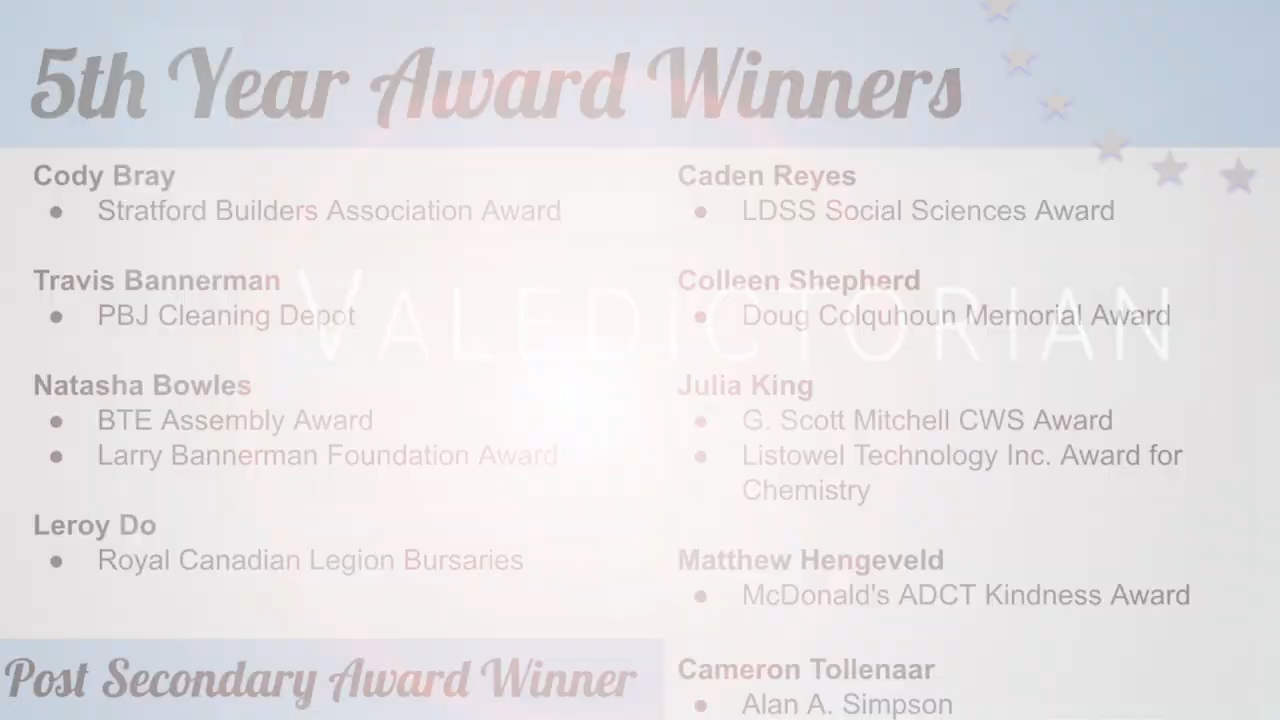 5th Year Award Winners
Cody Bray
● Stratford Builders Association Award
Travis Bannerman
● PBJ Cleaning Depot
Natasha Bowles
● BTE Assembly Award
● Larry Bannerman Foundation Award
Leroy Do
● Royal Canadian Legion Bursaries
Post Secondary Award Winner
Caden Reyes
● LDSS Social Sciences Award
Colleen Shepherd
● Doug Colquhoun Memorial Award
Julia King
● G. Scott Mitchell CWS Award
● Listowel Technology Inc. Award for
Chemistry
Matthew Hengeveld
● McDonald's ADCT Kindness Award
Cameron Tollenaar
● Alan A. Simpson
VALEDICTORIAN